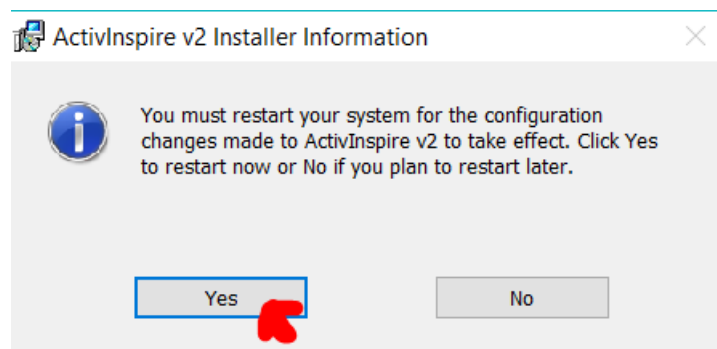 ActivInspire v2 Installer Information
You must restart your system for the configuration
changes made to ActivInspire v2 to take effect. Click Yes
to restart now or No if you plan to restart later.
Yes
No